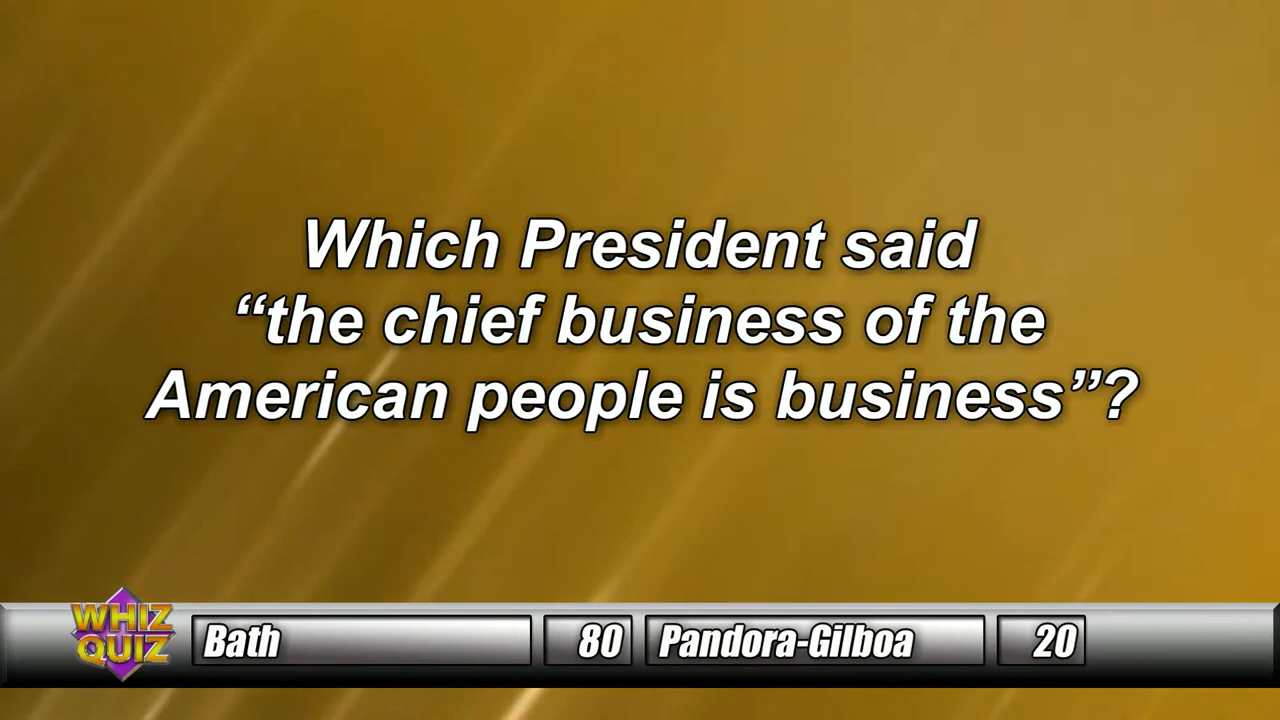 Which President said
“the chief business of the
American people is business”?
WHIZ
QUIZ
Bath
80
Pandora-Gilboa
20